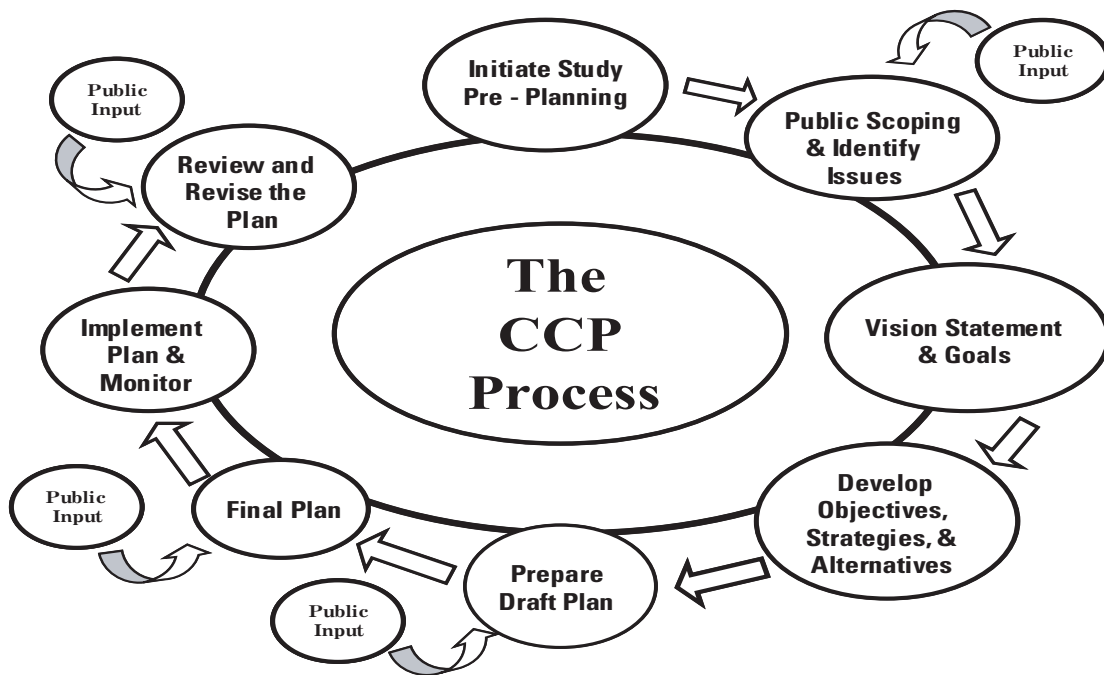 Initiate Study
Pre - Planning
Public
Input
Public Scoping
& Identify
Issues
Vision Statement
& Goals
Develop
Objectives,
Strategies, &
Alternatives
Public
Input
Prepare
Draft Plan
Public
Input
Final Plan
Implement
Plan &
Monitor
Public
Input
Review and
Revise the
Plan
The
CCP
Process